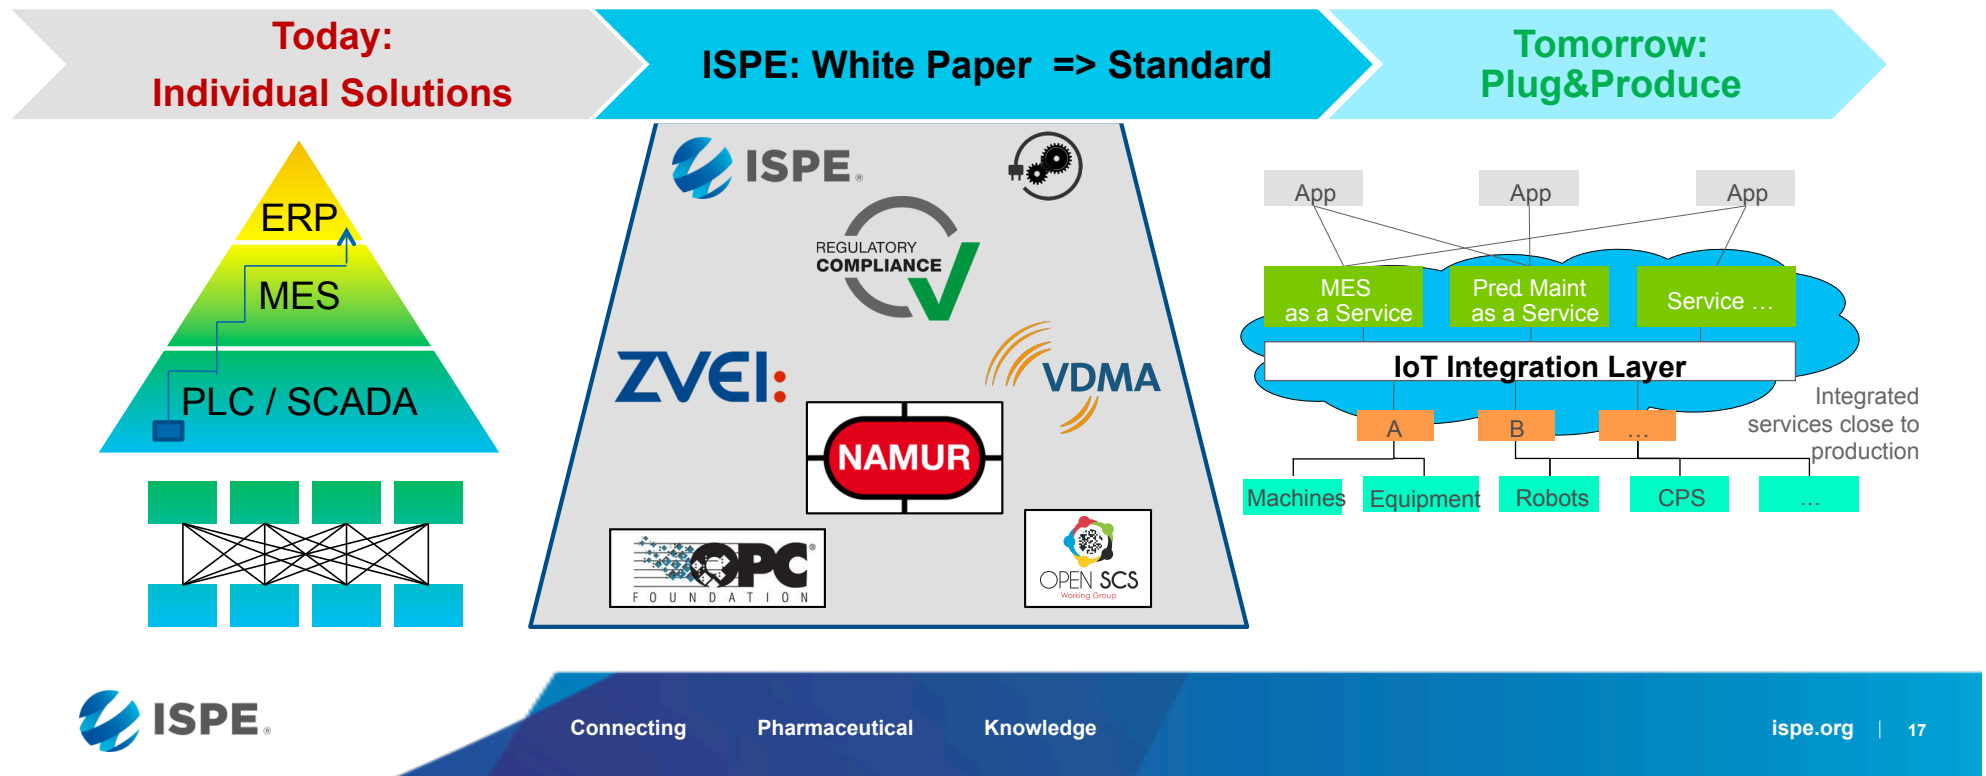 Today:
Individual Solutions
ISPE: White Paper => Standard
Tomorrow:
Plug&Produce
ERP
MES
PLC / SCADA
ISPE®
REGULATORY
COMPLIANCE
ZVEI:
VDMA
NAMUR
OPC®
FOUNDATION
OPEN SCS
Working Group
App
App
App
MES
as a Service
Pred. Maint
as a Service
Service ...
IoT Integration Layer
Integrated
services close to
production
A
B
...
Machines
Equipment
Robots
CPS
...
ISPE®
Connecting Pharmaceutical Knowledge
ispe.org | 17